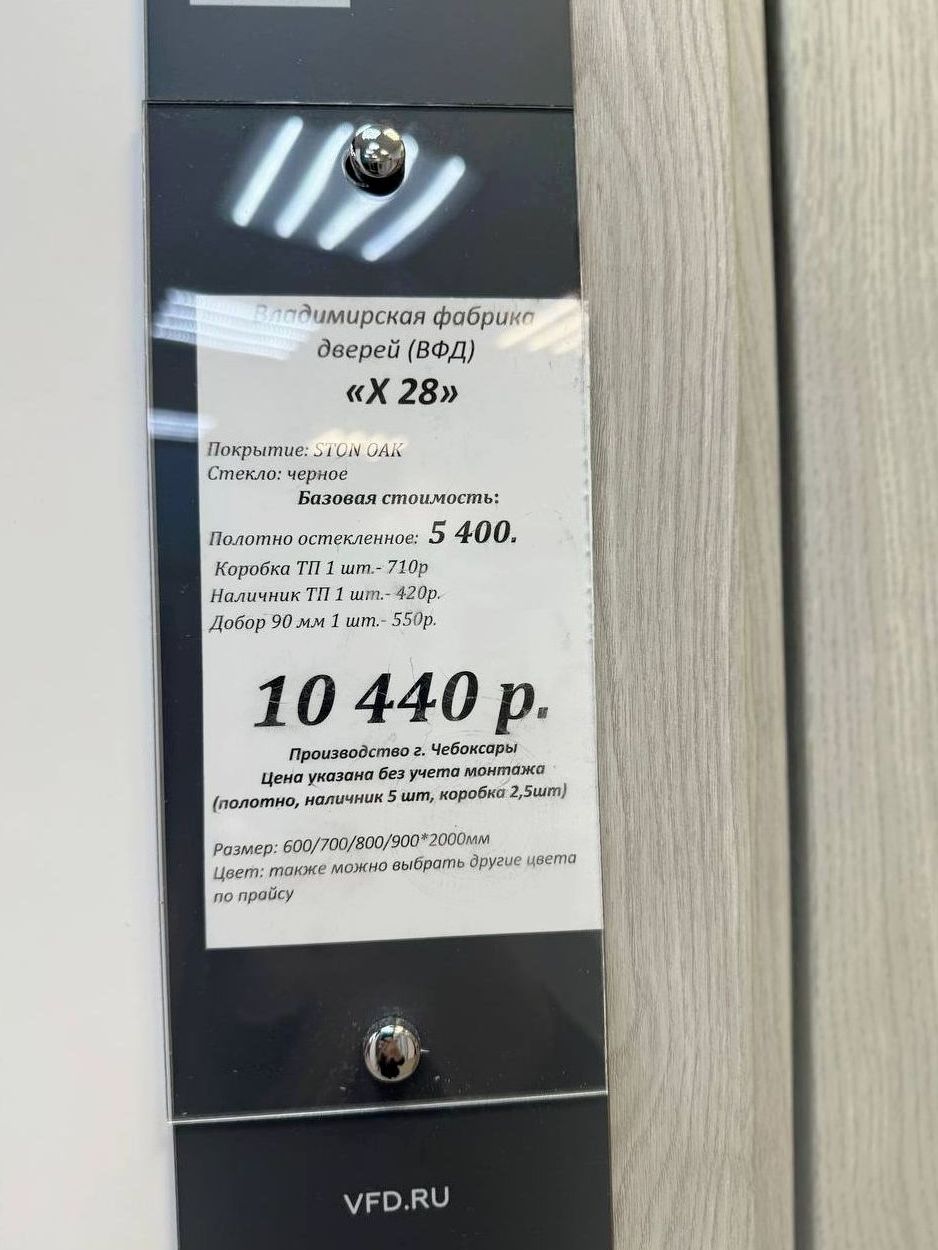 Владимирская фабрика
дверей (ВФД)
«X 28»
Покрытие: STON OAK
Стекло: черное
Базовая стоимость:
Полотно остекленное: 5 400.
Коробка ТП 1 шт.- 710р
Наличник ТП 1 шт.- 420р.
Добор 90 мм 1 шт.- 550р.
10 440 р.
Производство г. Чебоксары
Цена указана без учета монтажа
(полотно, наличник 5 шт, коробка 2,5шт)
Размер: 600/700/800/900*2000мм
Цвет: также можно выбрать другие цвета
по прайсу
VFD.RU